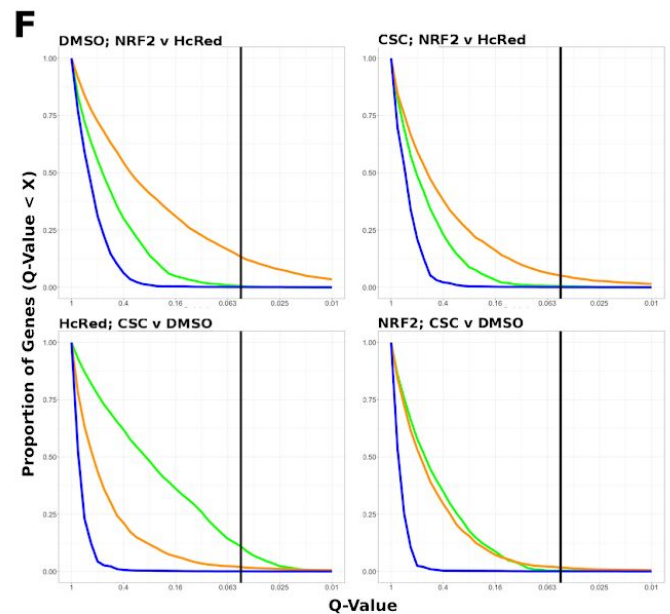 F
DMSO; NRF2 v HcRed
CSC; NRF2 v HcRed
1.00
0.75
0.50
0.25
0.00
1 0.4 0.16 0.063 0.025 0.01
1.00
0.75
0.50
0.25
0.00
1 0.4 0.16 0.063 0.025 0.01
HcRed; CSC v DMSO
NRF2; CSC v DMSO
1.00
0.75
0.50
0.25
0.00
1 0.4 0.16 0.063 0.025 0.01
1.00
0.75
0.50
0.25
0.00
1 0.4 0.16 0.063 0.025 0.01
Proportion of Genes (Q-Value < X)
Q-Value